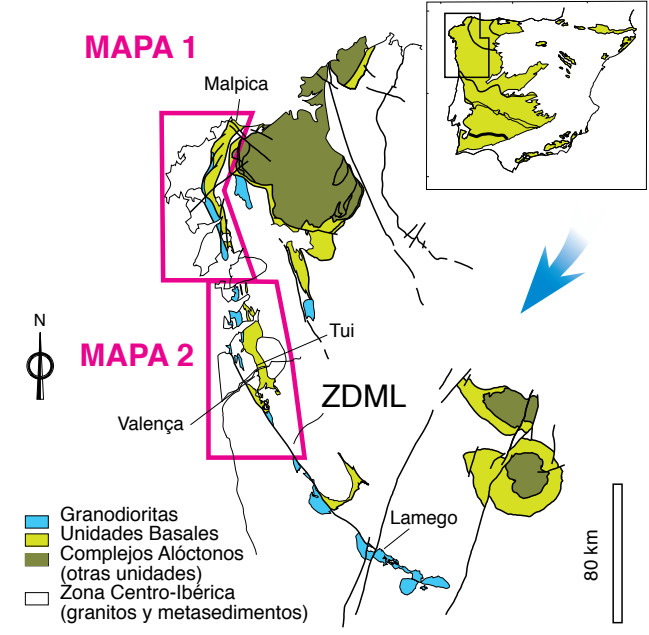 MAPA 1
Malpica
N
MAPA 2
Tui
ZDML
Valença
Lamego
Granodioritas
Unidades Basales
Complejos Alóctonos
(otras unidades)
Zona Centro-Ibérica
(granitos y metasedimentos)
80 km